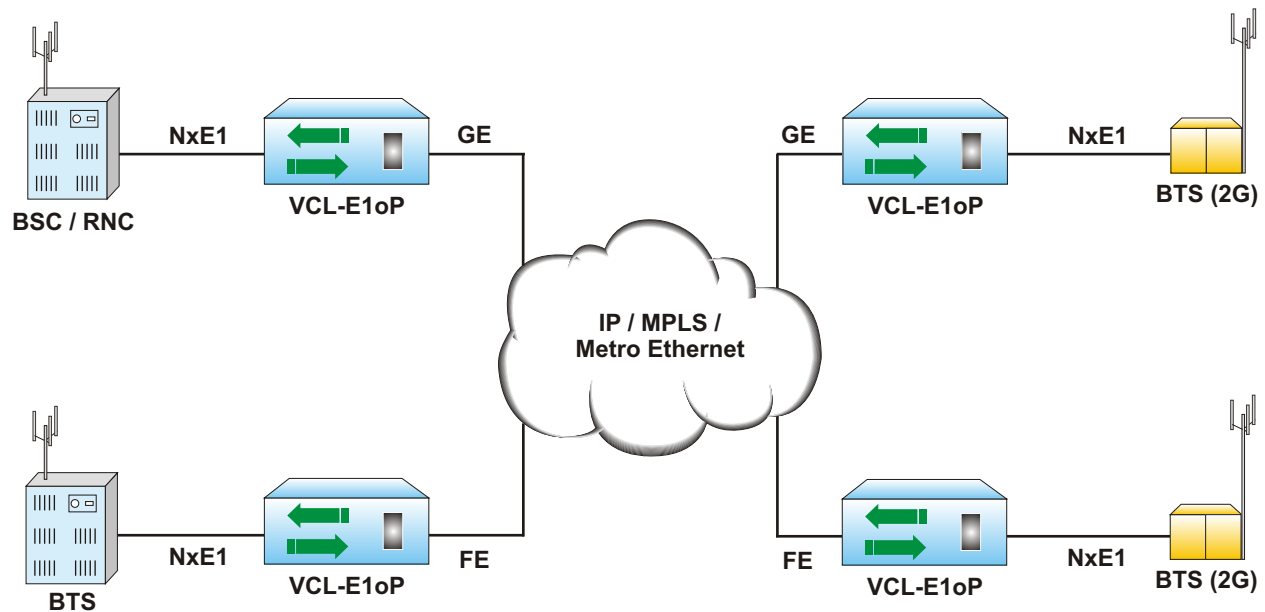 NxE1
GE
GE
NxE1
VCL-E1oP
VCL-E1oP
BSC / RNC
BTS (2G)
IP / MPLS /
Metro Ethernet
NxE1
FE
FE
NxE1
VCL-E1oP
VCL-E1oP
BTS
BTS (2G)